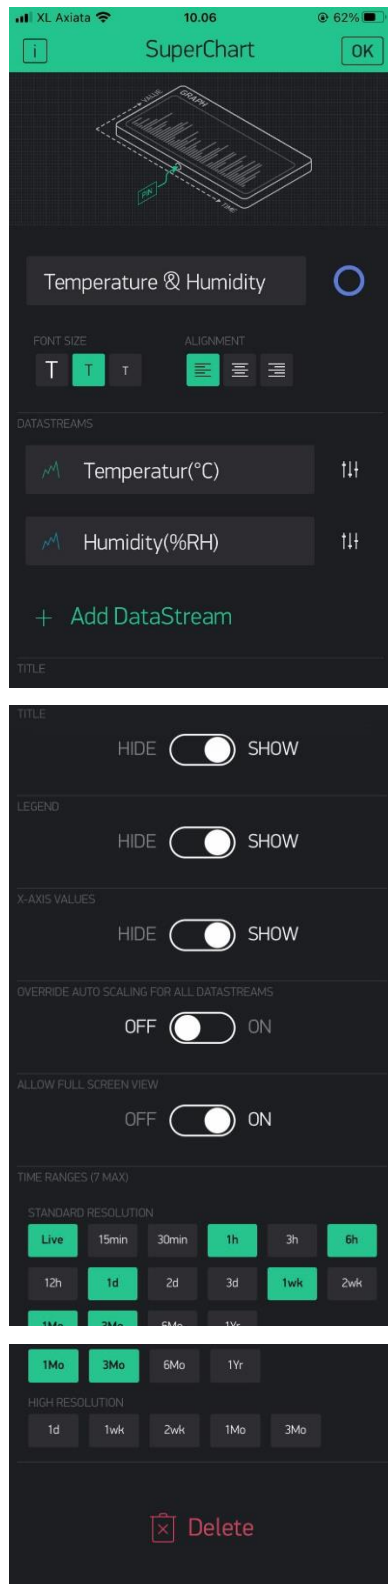 XL Axiata 10.06 62%
i SuperChart OK
VALUE
GRAPH
PIN
TIME
Temperature & Humidity
FONT SIZE ALIGNMENT
T T T
DATASTREAMS
Temperatur(°C)
Humidity(%RH)
+ Add DataStream
TITLE
TITLE
HIDE SHOW
LEGEND
HIDE SHOW
X-AXIS VALUES
HIDE SHOW
OVERRIDE AUTO SCALING FOR ALL DATASTREAMS
OFF ON
ALLOW FULL SCREEN VIEW
OFF ON
TIME RANGES (7 MAX)
STANDARD RESOLUTION
Live 15min 30min 1h 3h 6h
12h 1d 2d 3d 1wk 2wk
1Mo 3Mo 6Mo 1Yr
1Mo 3Mo 6Mo 1Yr
HIGH RESOLUTION
1d 1wk 2wk 1Mo 3Mo
Delete